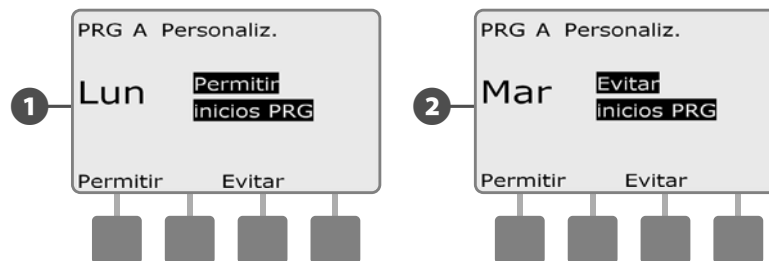 PRG A Personaliz.
1
Lun
Permitir
inicios PRG
Permitir Evitar
PRG A Personaliz.
2
Mar
Evitar
inicios PRG
Permitir Evitar